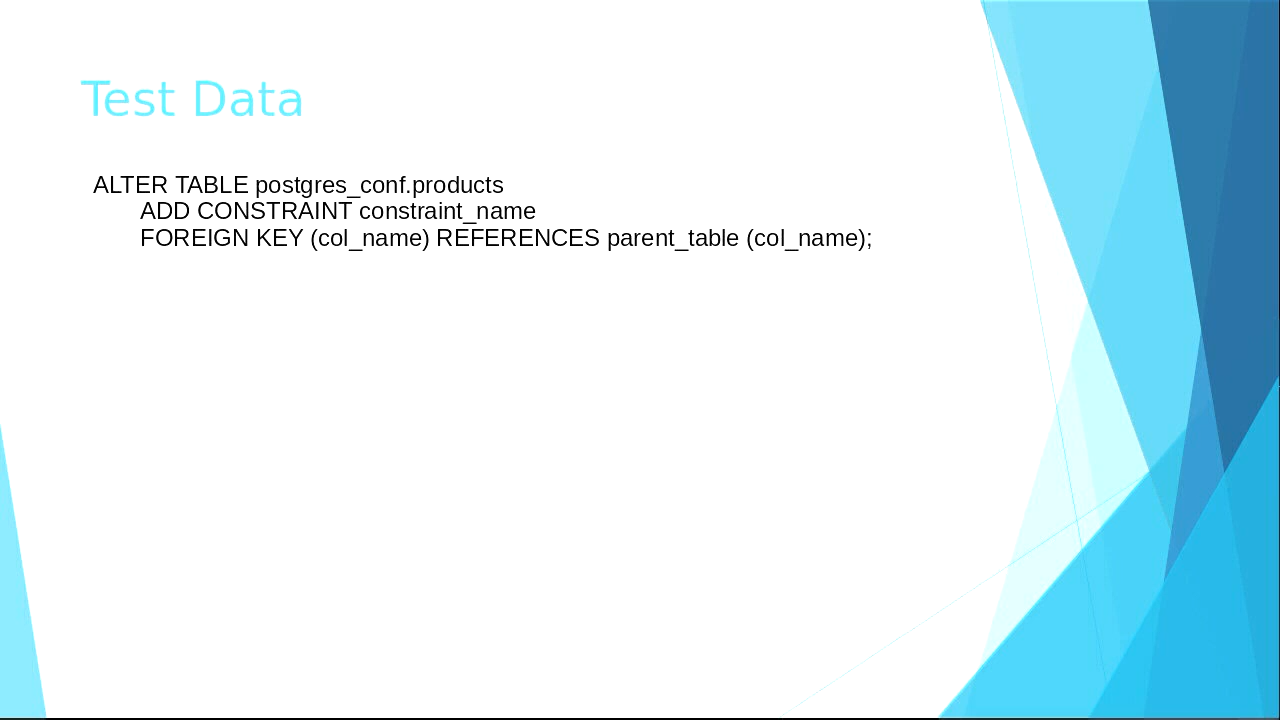 Test Data
ALTER TABLE postgres_conf.products
ADD CONSTRAINT constraint_name
FOREIGN KEY (col_name) REFERENCES parent_table (col_name);